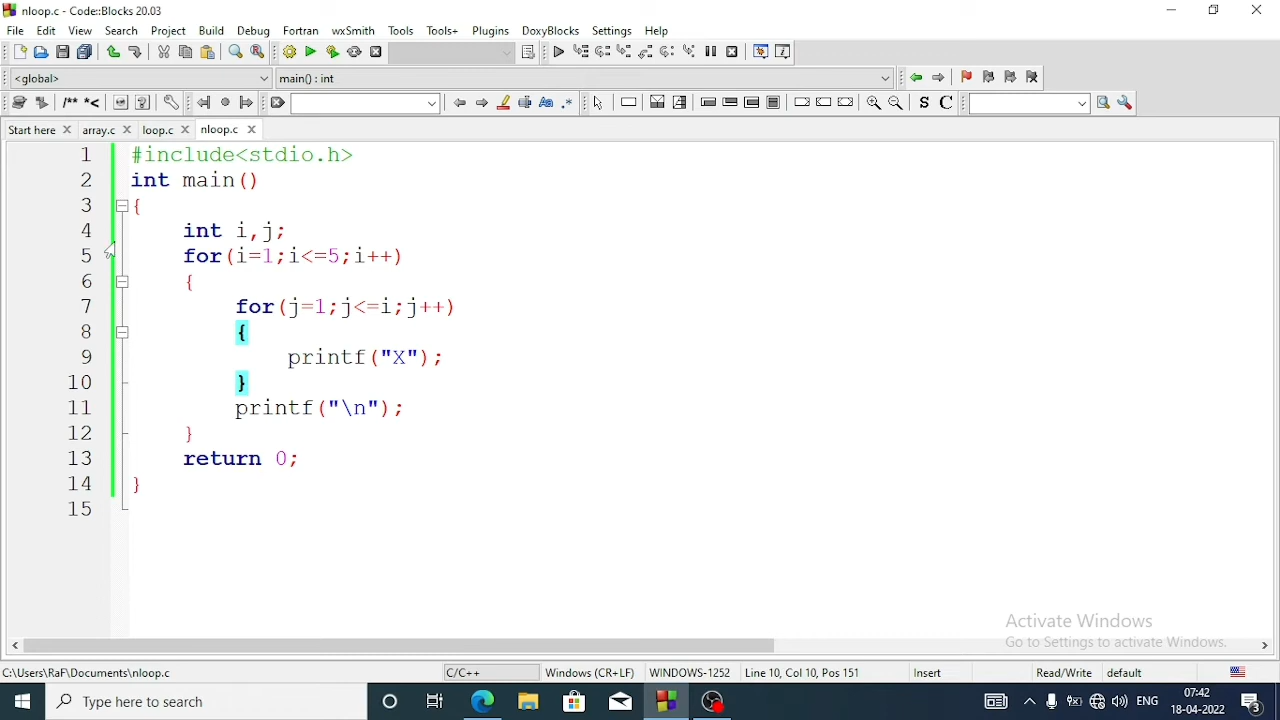 nloop.c - Code::Blocks 20.03
File Edit View Search Project Build Debug Fortran wxSmith Tools Tools+ Plugins DoxyBlocks Settings Help
<global> main() : int
/** *<
S C
Start here array.c loop.c nloop.c
1 #include<stdio.h>
2 int main()
3 {
4 int i,j;
5 for(i=1;i<=5;i++)
6 {
7 for(j=1;j<=i;j++)
8 {
9 printf("X");
10 }
11 printf("\n");
12 }
13 return 0;
14 }
15
Activate Windows
Go to Settings to activate Windows.
C:\Users\RaF\Documents\nloop.c C/C++ Windows (CR+LF) WINDOWS-1252 Line 10, Col 10, Pos 151 Insert Read/Write default
Type here to search ENG 07:42
18-04-2022 3